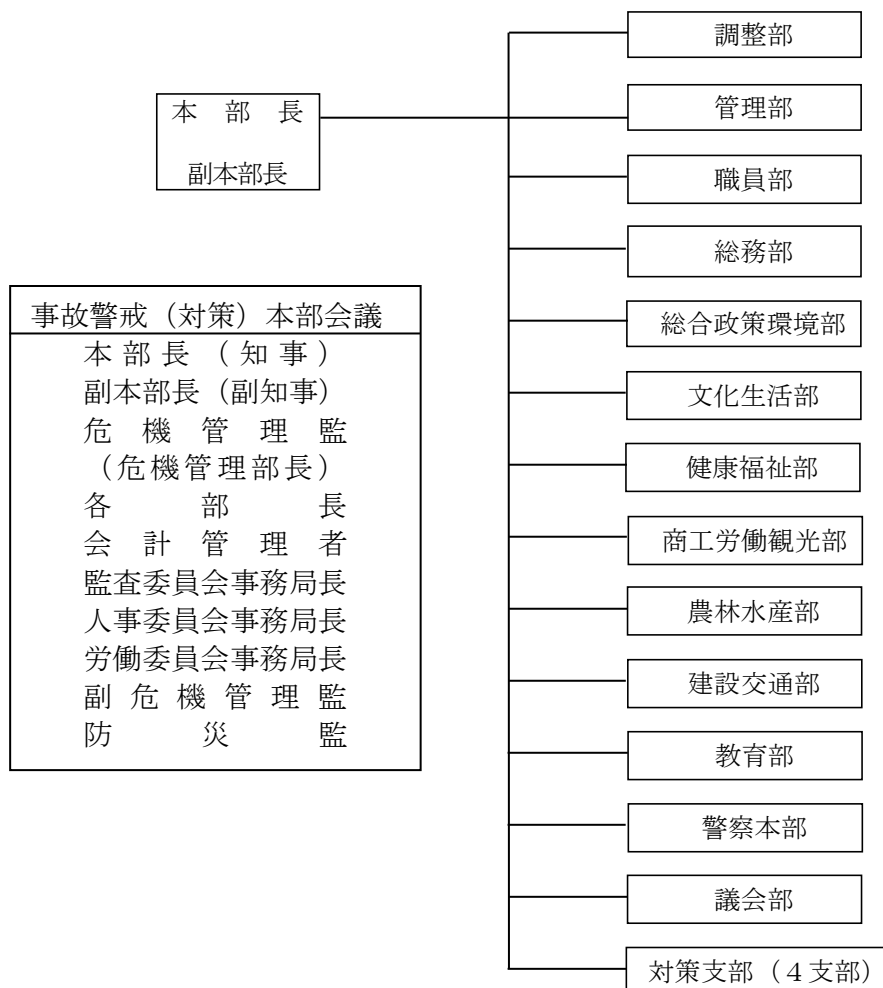 本部長
副本部長
事故警戒（対策）本部会議
本部長（知事）
副本部長（副知事）
危機管理監
（危機管理部長）
各部長
会計管理者
監査委員会事務局長
人事委員会事務局長
労働委員会事務局長
副危機管理監
防災監
調整部
管理部
職員部
総務部
総合政策環境部
文化生活部
健康福祉部
商工労働観光部
農林水産部
建設交通部
教育部
警察本部
議会部
対策支部（４支部）